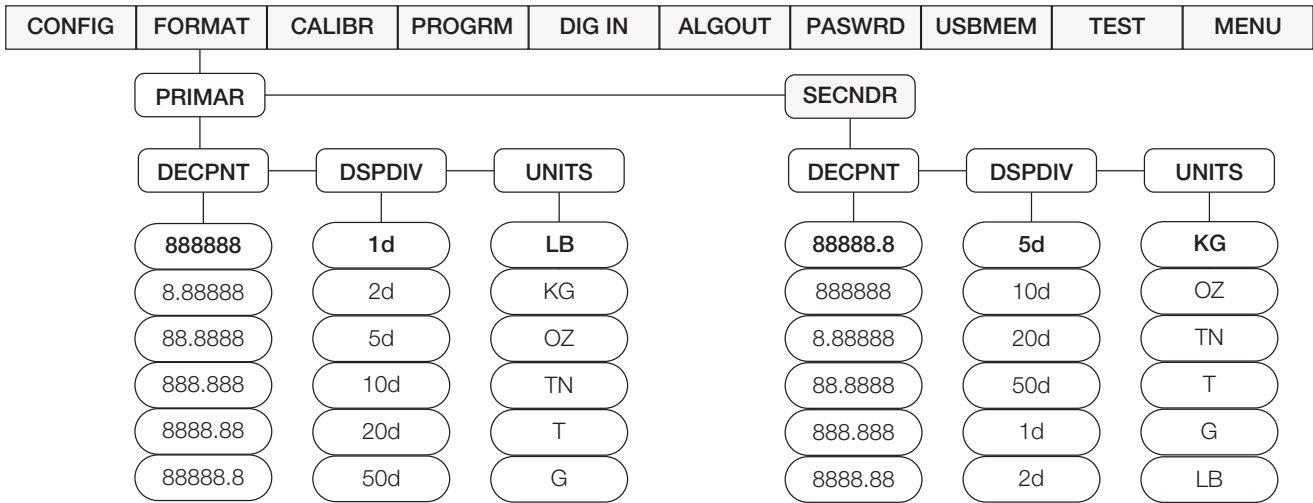 CONFIG FORMAT CALIBR PROGRM DIG IN ALGOUT PASWRD USBMEM TEST MENU
PRIMAR SECNDR
DECPNT DSPDIV UNITS DECPNT DSPDIV UNITS
888888 1d LB 88888.8 5d KG
8.88888 2d KG 888888 10d OZ
88.8888 5d OZ 8.88888 20d TN
888.888 10d TN 88.8888 50d T
8888.88 20d T 888.888 1d G
88888.8 50d G 8888.88 2d LB